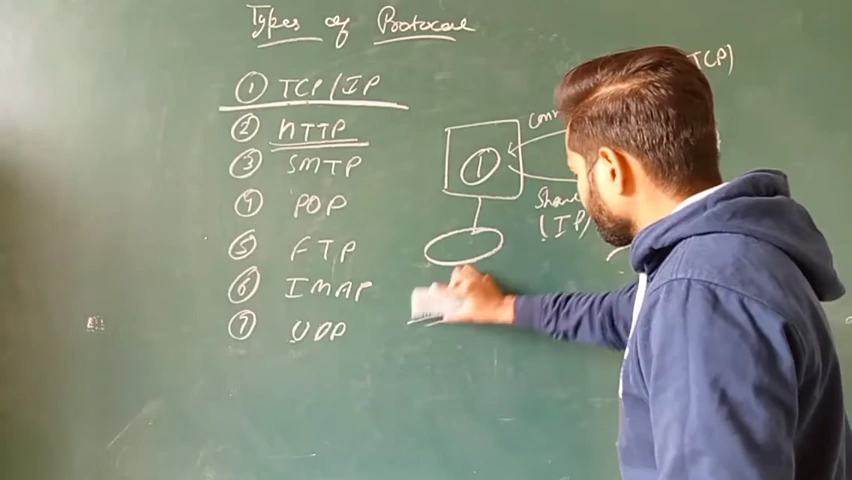 Types of Protocol
① TCP/IP
② HTTP
③ SMTP
④ POP
⑤ FTP
⑥ IMAP
⑦ UDP
①
Share
(IP)
TCP)